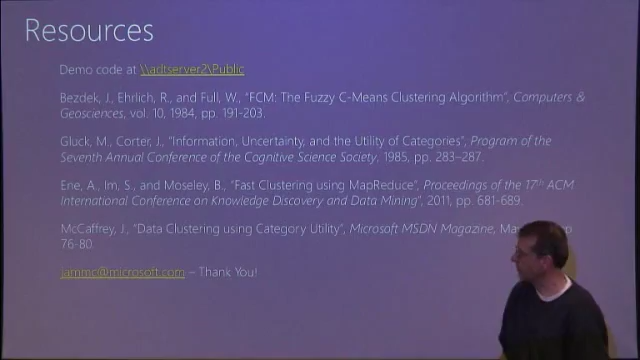 Resources
Demo code at \\adtserver2\Public
Bezdek, J., Ehrlich, R., and Full, W., "FCM: The Fuzzy C-Means Clustering Algorithm", Computers &
Geosciences, vol. 10, 1984, pp. 191-203.
Gluck, M., Corter, J., "Information, Uncertainty, and the Utility of Categories", Program of the
Seventh Annual Conference of the Cognitive Science Society, 1985, pp. 283–287.
Ene, A., Im, S., and Moseley, B., "Fast Clustering using MapReduce", Proceedings of the 17th ACM
International Conference on Knowledge Discovery and Data Mining", 2011, pp. 681-689.
McCaffrey, J., "Data Clustering using Category Utility", Microsoft MSDN Magazine,
76-80.
jammc@microsoft.com – Thank You!